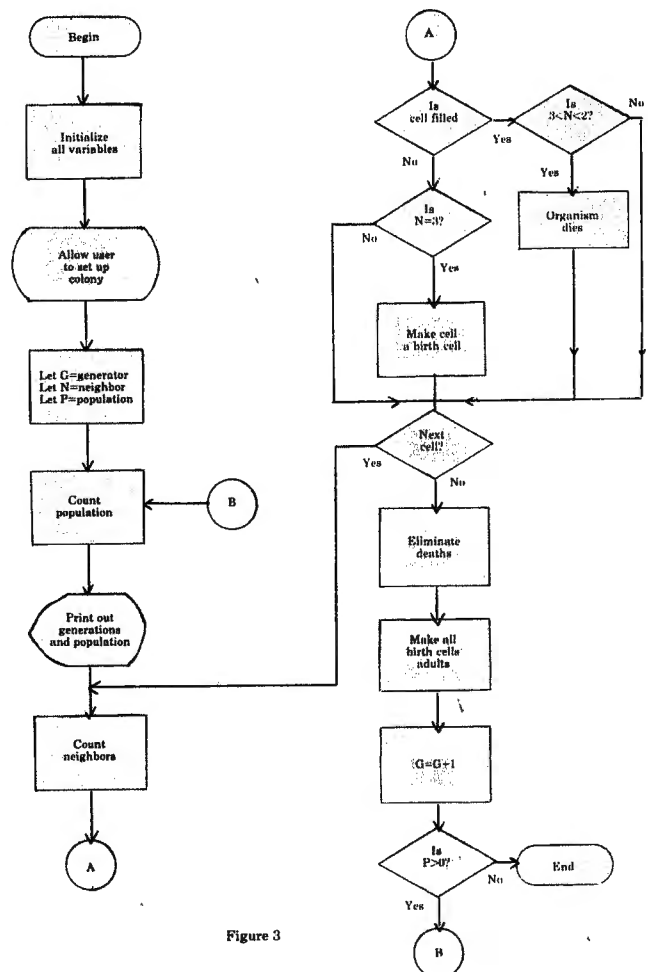 Begin
Initialize
all variables
Allow user
to set up
colony
Let G=generator
Let N=neighbor
Let P=population
Count
population
B
Print out
generations
and population
Count
neighbors
A
A
Is
cell filled
Yes
No
Is
3<N<2?
No
Yes
Organism
dies
Is
N=3?
No
Yes
Make cell
a birth cell
Next
cell?
Yes
No
Eliminate
deaths
Make all
birth cells
adults
G=G+1
Is
P>0?
No
End
Yes
B
Figure 3